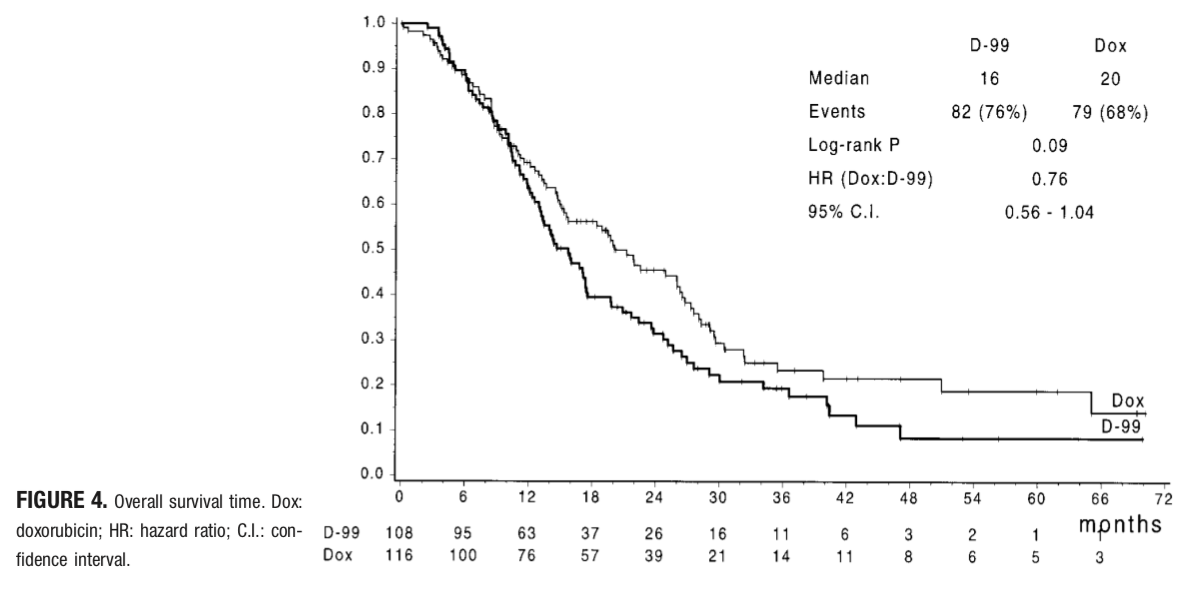 1.0
0.9
0.8
0.7
0.6
0.5
0.4
0.3
0.2
0.1
0.0
D-99 Dox
Median 16 20
Events 82 (76%) 79 (68%)
Log-rank P 0.09
HR (Dox:D-99) 0.76
95% C.I. 0.56 - 1.04
Dox
D-99
0 6 12 18 24 30 36 42 48 54 60 66 72
months
D-99 108 95 63 37 26 16 11 6 3 2 1
Dox 116 100 76 57 39 21 14 11 8 6 5 3
FIGURE 4. Overall survival time. Dox:
doxorubicin; HR: hazard ratio; C.I.: con-
fidence interval.